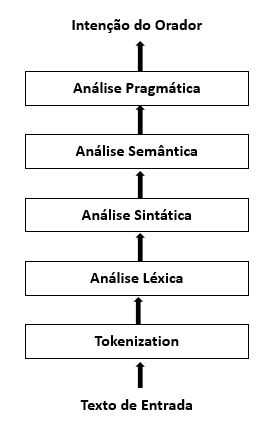 Intenção do Orador
Análise Pragmática
Análise Semântica
Análise Sintática
Análise Léxica
Tokenization
Texto de Entrada